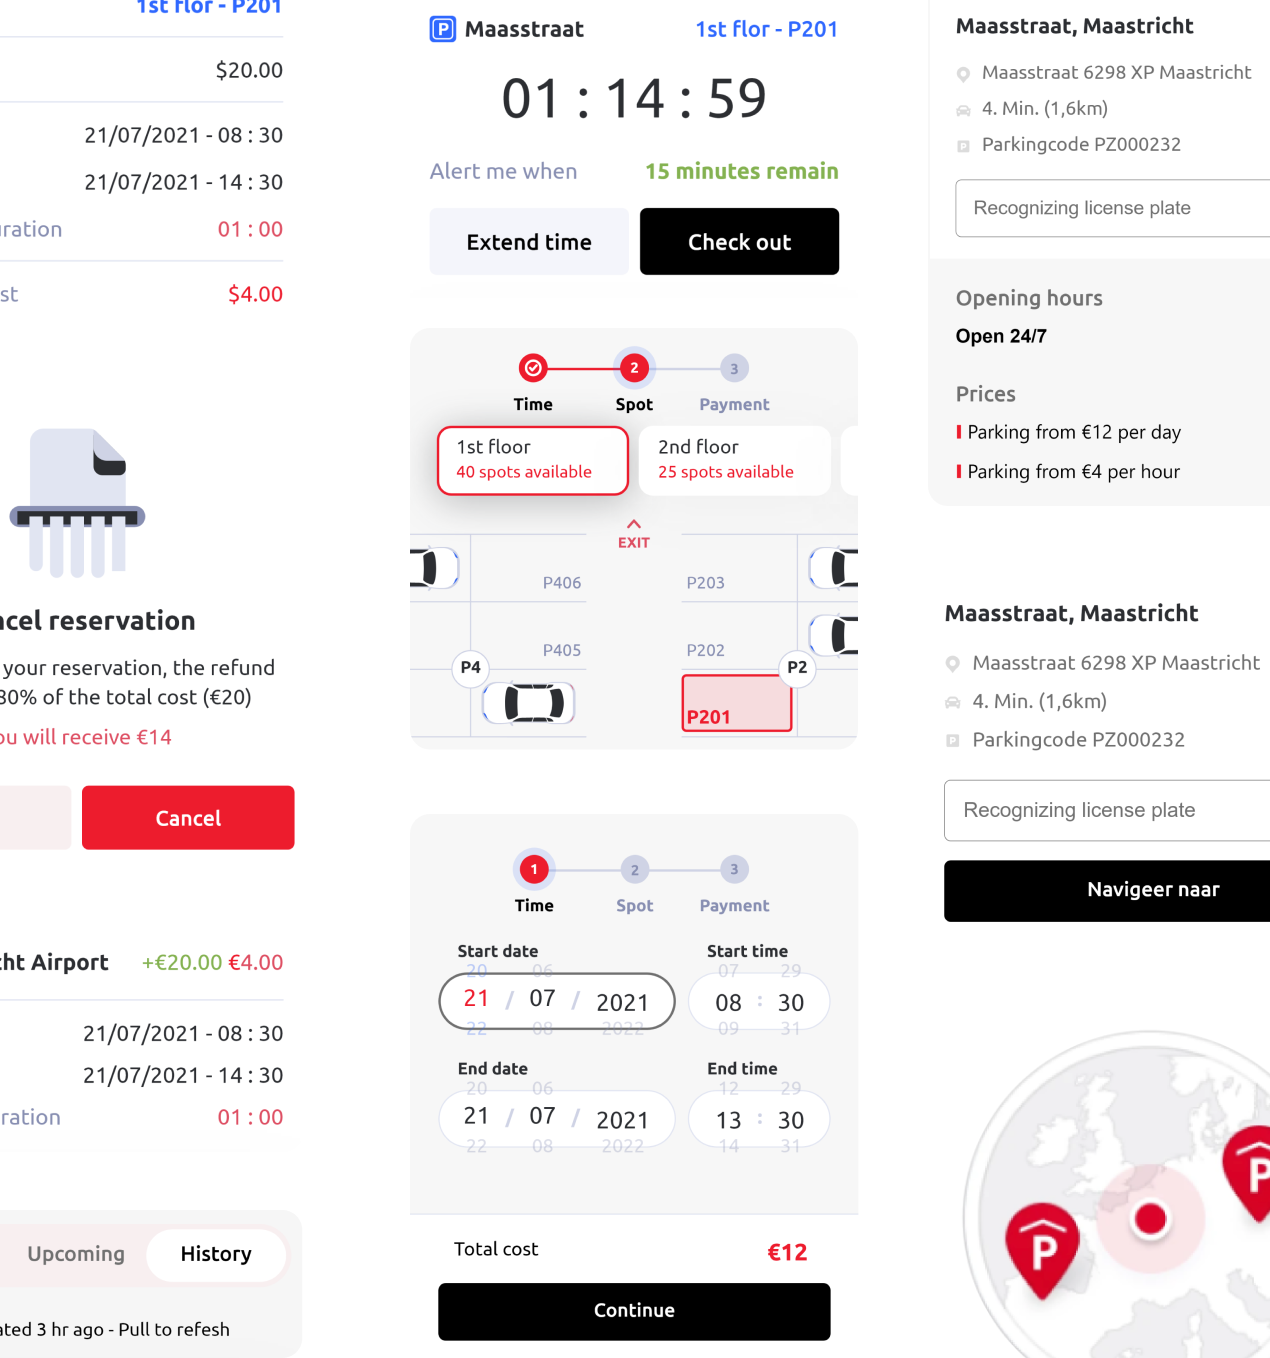 1st flor - P201
$20.00
21/07/2021 - 08 : 30
21/07/2021 - 14 : 30
uration
01 : 00
st
$4.00
ncel reservation
your reservation, the refund
80% of the total cost (€20)
ou will receive €14
Cancel
ht Airport
+€20.00 €4.00
21/07/2021 - 08 : 30
21/07/2021 - 14 : 30
ration
01 : 00
Upcoming
History
ated 3 hr ago - Pull to refesh
P
Maasstraat
1st flor - P201
01 : 14 : 59
Alert me when
15 minutes remain
Extend time
Check out
2
3
Time
Spot
Payment
1st floor
40 spots available
2nd floor
25 spots available
EXIT
P406
P203
P405
P202
P4
P2
P201
1
2
3
Time
Spot
Payment
Start date
Start time
20 06
07 29
21 / 07 / 2021
08 : 30
22 08 2022
09 31
End date
End time
20 06
12 29
21 / 07 / 2021
13 : 30
22 08 2022
14 31
Total cost
€12
Continue
Maasstraat, Maastricht
Maasstraat 6298 XP Maastricht
4. Min. (1,6km)
P
Parkingcode PZ000232
Recognizing license plate
Opening hours
Open 24/7
Prices
Parking from €12 per day
Parking from €4 per hour
Maasstraat, Maastricht
Maasstraat 6298 XP Maastricht
4. Min. (1,6km)
P
Parkingcode PZ000232
Recognizing license plate
Navigeer naar
P
P